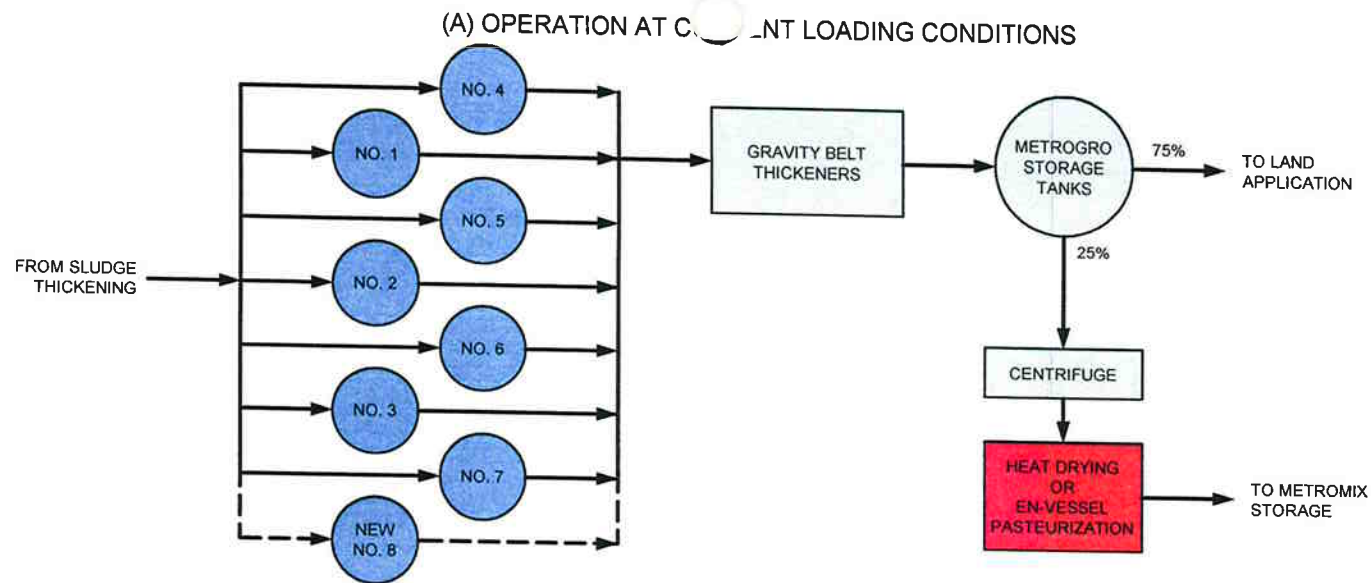 (A) OPERATION AT LOADING CONDITIONS
NO. 4
NO. 1
NO. 5
FROM SLUDGE
THICKENING
NO. 2
NO. 6
NO. 3
NO. 7
NEW
NO. 8
GRAVITY BELT
THICKENERS
METROGRO
STORAGE
TANKS
75%
TO LAND
APPLICATION
25%
CENTRIFUGE
HEAT DRYING
OR
EN-VESSEL
PASTEURIZATION
TO METROMIX
STORAGE